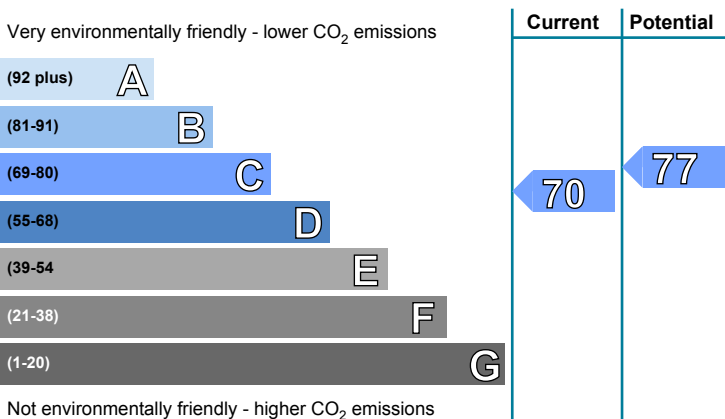 Current Potential
Very environmentally friendly - lower CO₂ emissions
(92 plus) A
(81-91) B
(69-80) C
77
(55-68) D
70
(39-54 E
(21-38) F
(1-20) G
Not environmentally friendly - higher CO₂ emissions